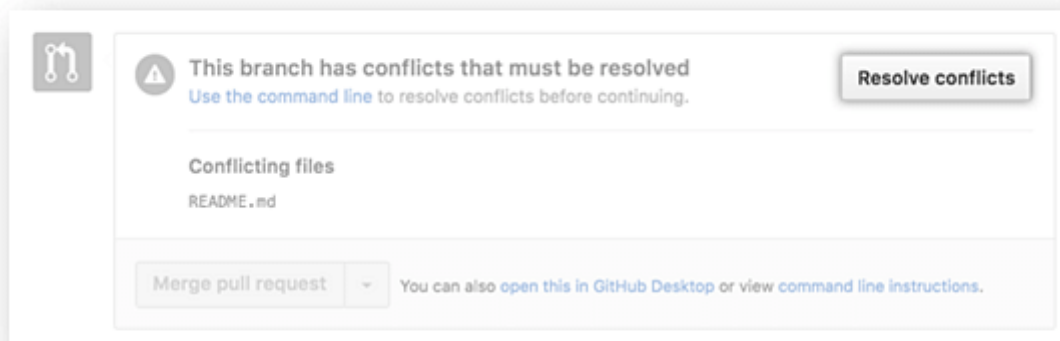 This branch has conflicts that must be resolved
Resolve conflicts
Use the command line to resolve conflicts before continuing.
Conflicting files
README.md
Merge pull request
You can also open this in GitHub Desktop or view command line instructions.